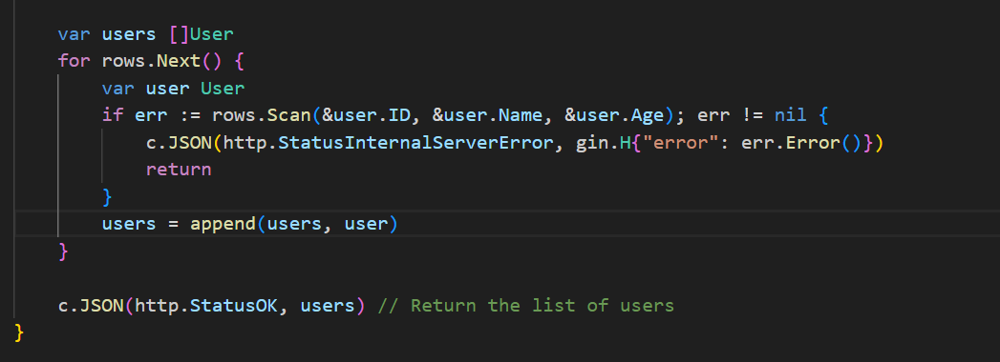 var users []User
for rows.Next() {
var user User
if err := rows.Scan(&user.ID, &user.Name, &user.Age); err != nil {
c.JSON(http.StatusInternalServerError, gin.H{"error": err.Error()})
return
}
users = append(users, user)
}
c.JSON(http.StatusOK, users) // Return the list of users
}